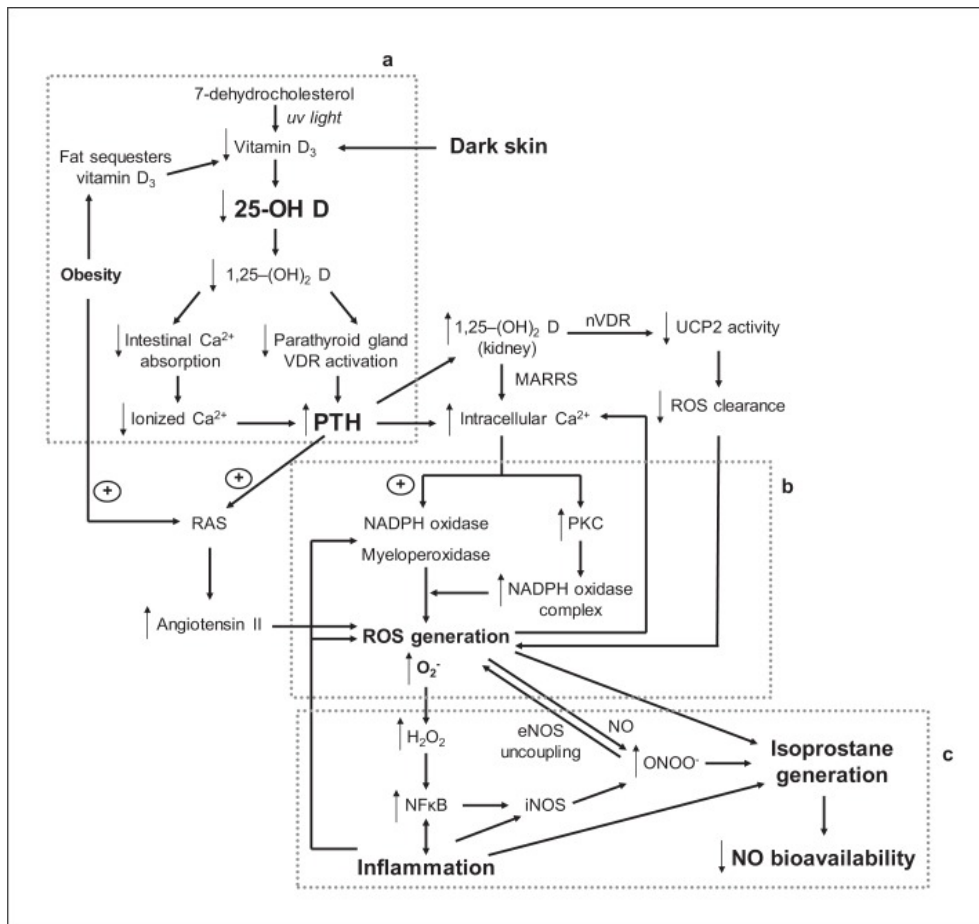 a
7-dehydrocholesterol
uv light
↓ Vitamin D₃
Dark skin
Fat sequesters
vitamin D₃
↓ 25-OH D
Obesity
↓ 1,25–(OH)₂ D
↓ Intestinal Ca²⁺
absorption
↓ Parathyroid gland
VDR activation
↑ 1,25–(OH)₂ D
(kidney)
nVDR
↓ UCP2 activity
MARRS
↓ Ionized Ca²⁺
↑ PTH
↑ Intracellular Ca²⁺
↓ ROS clearance
+
+
+
b
RAS
NADPH oxidase
Myeloperoxidase
↑ PKC
↑ NADPH oxidase
complex
↑ Angiotensin II
ROS generation
↑ O₂⁻
c
↑ H₂O₂
eNOS
uncoupling
NO
↑ ONOO⁻
Isoprostane
generation
↑ NFκB
iNOS
Inflammation
↓ NO bioavailability